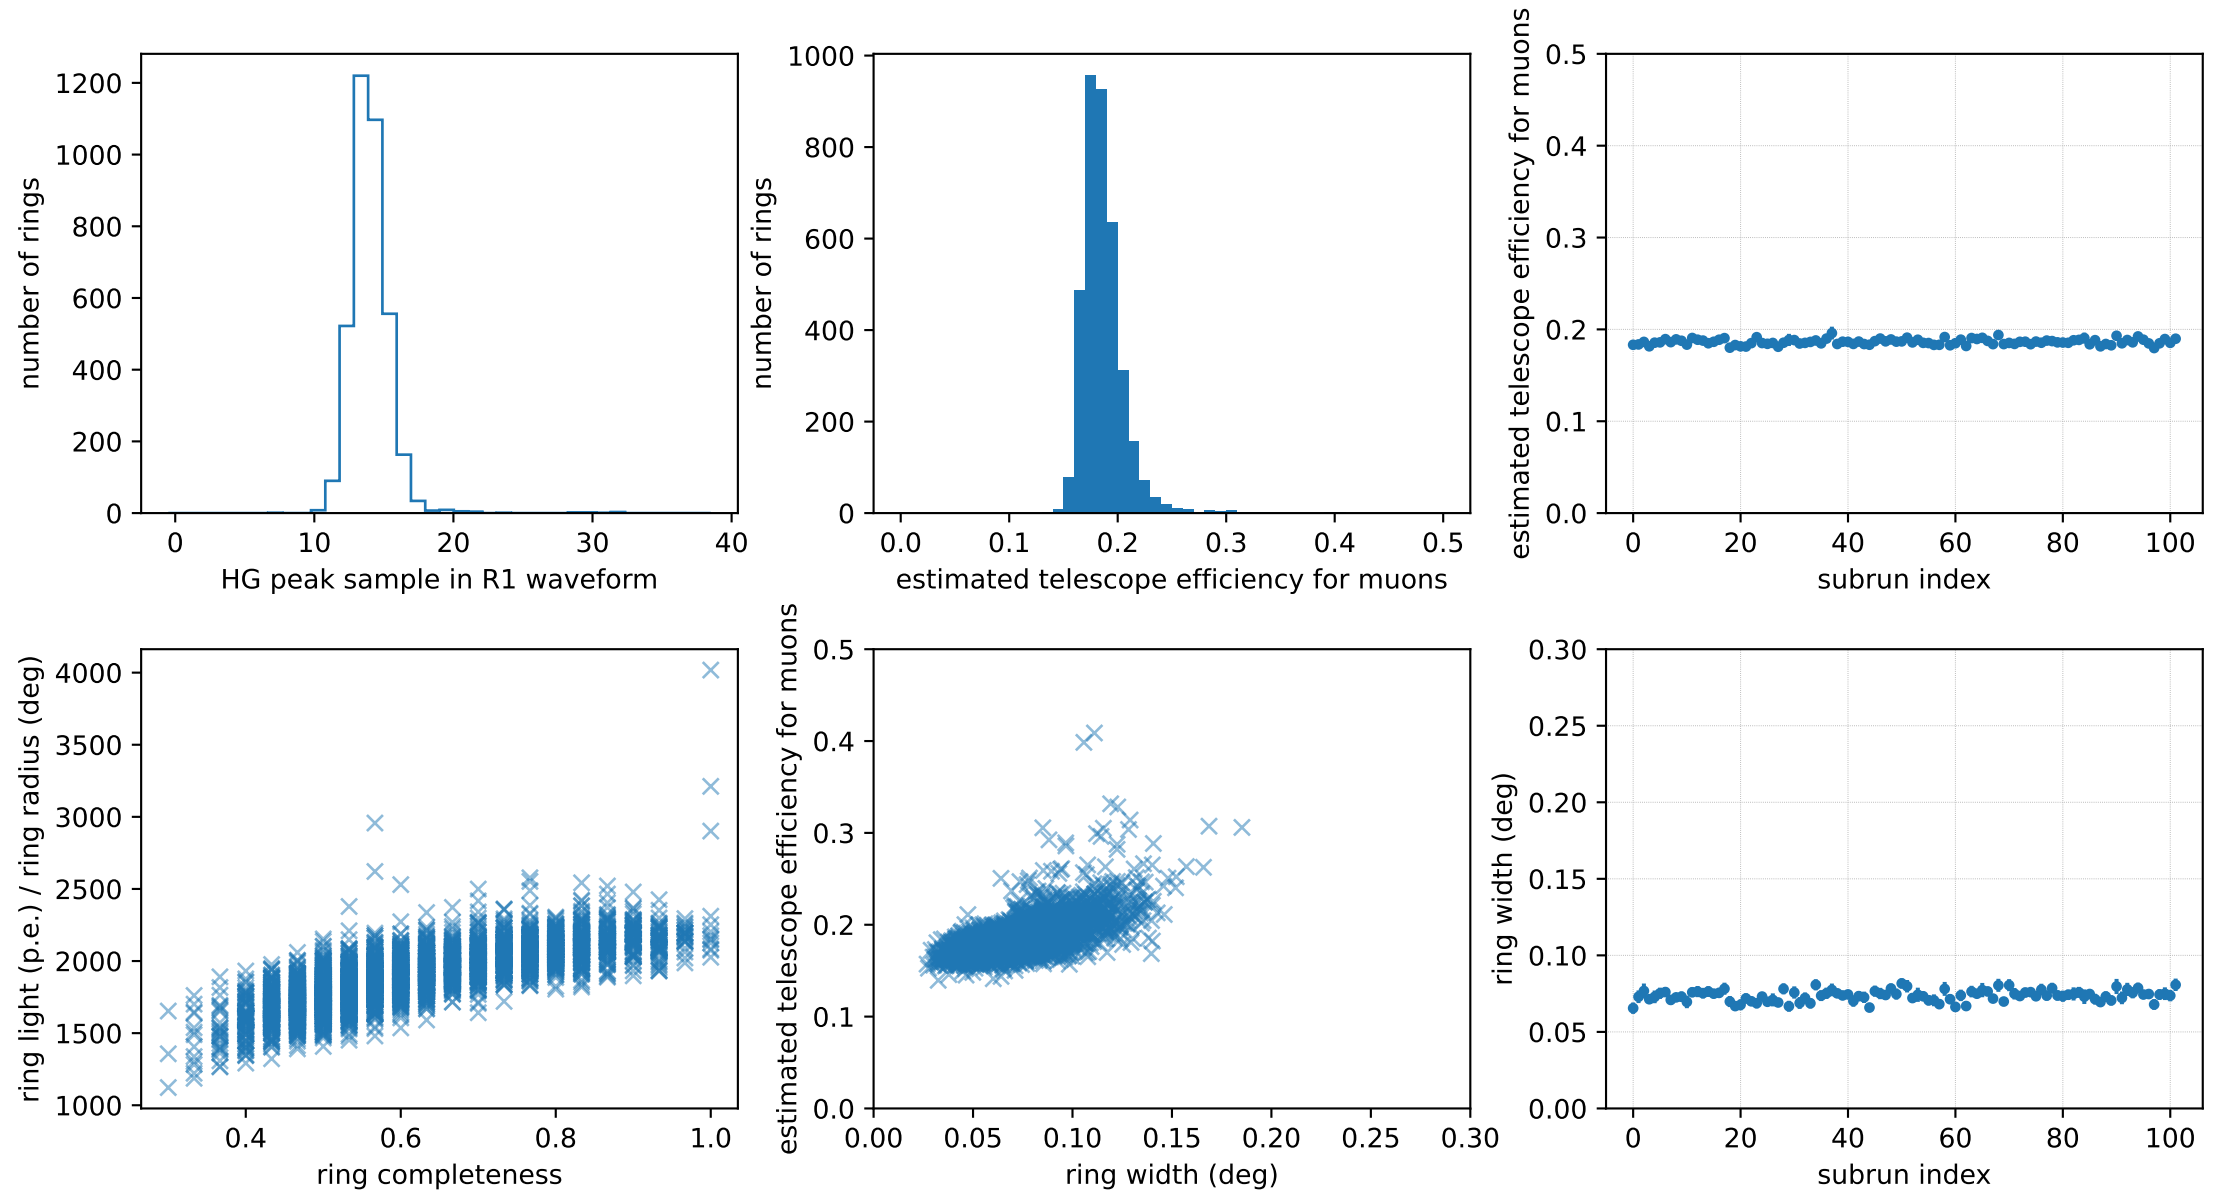 1200
1000
800
600
400
200
0
number of rings
0 10 20 30 40
HG peak sample in R1 waveform
1000
800
600
400
200
0
number of rings
0.0 0.1 0.2 0.3 0.4 0.5
estimated telescope efficiency for muons
0.5
0.4
0.3
0.2
0.1
0.0
estimated telescope efficiency for muons
0 20 40 60 80 100
subrun index
4000
3500
3000
2500
2000
1500
1000
ring light (p.e.) / ring radius (deg)
0.4 0.6 0.8 1.0
ring completeness
0.5
0.4
0.3
0.2
0.1
0.0
estimated telescope efficiency for muons
0.00 0.05 0.10 0.15 0.20 0.25 0.30
ring width (deg)
0.30
0.25
0.20
0.15
0.10
0.05
0.00
ring width (deg)
0 20 40 60 80 100
subrun index